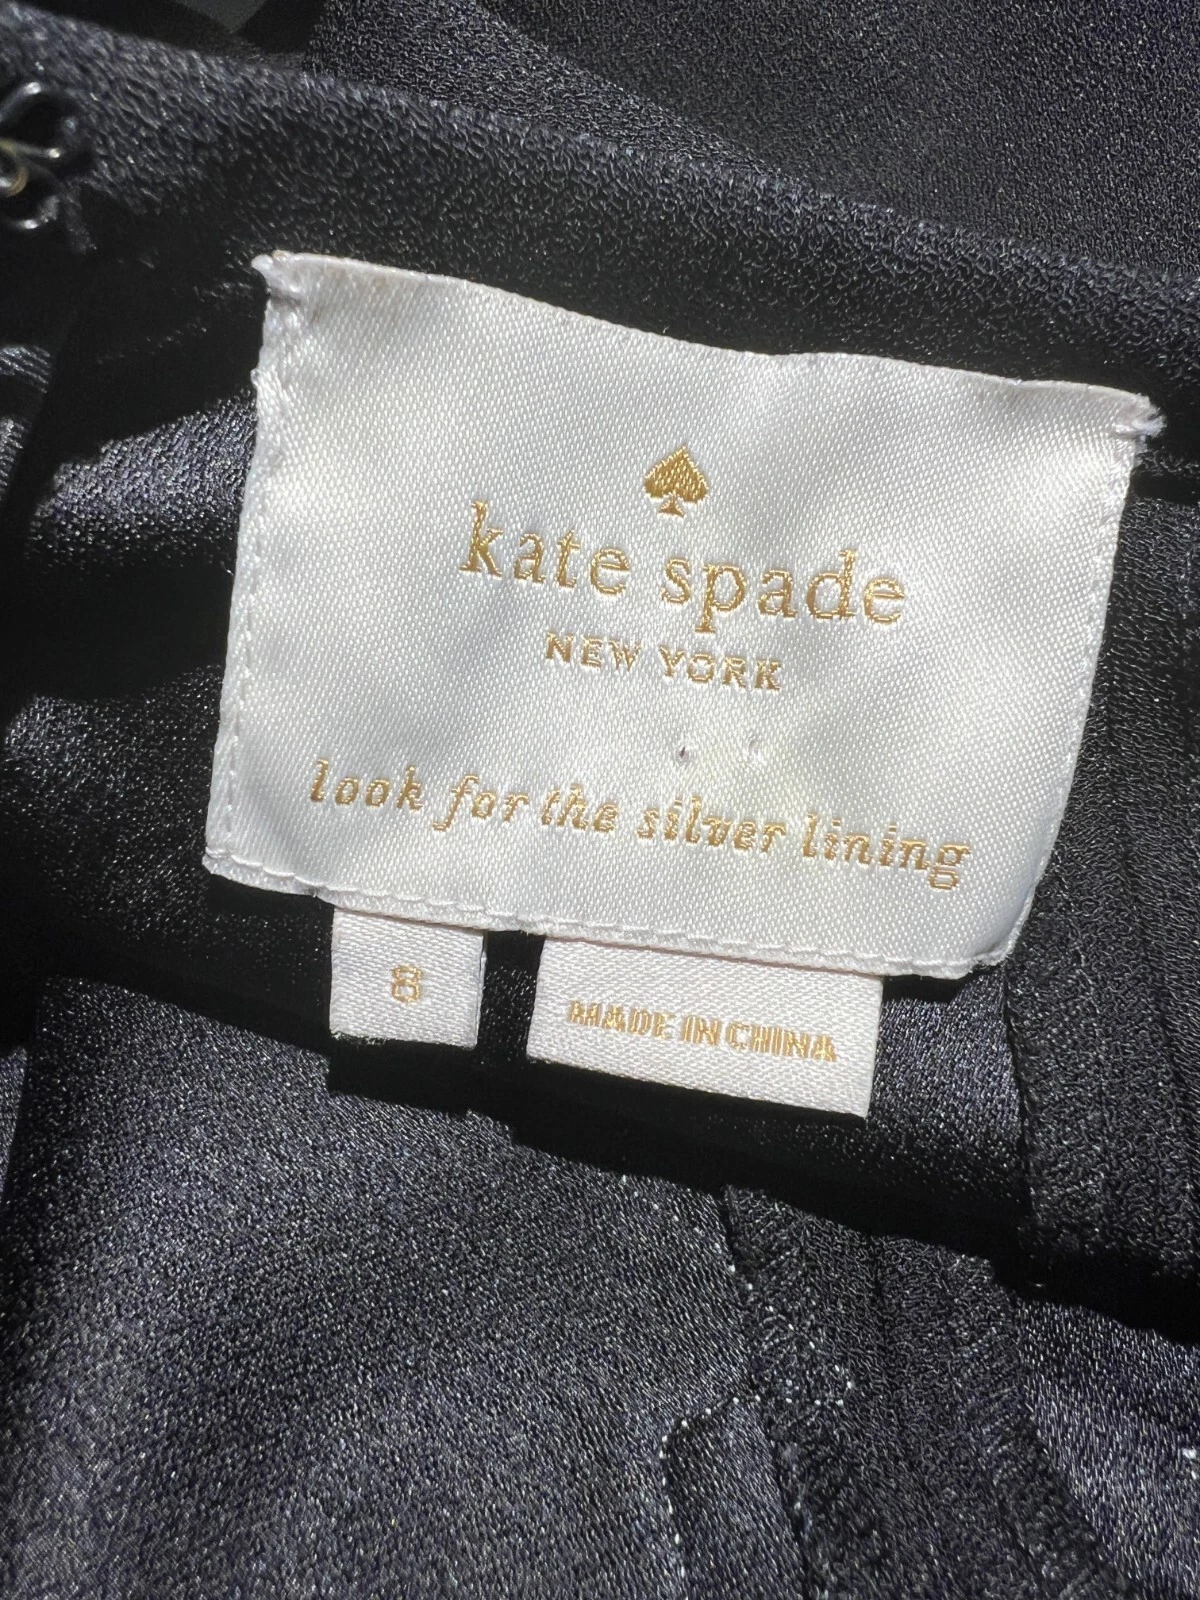 kate spade
NEW YORK
look for the silver lining
8
MADE IN CHINA